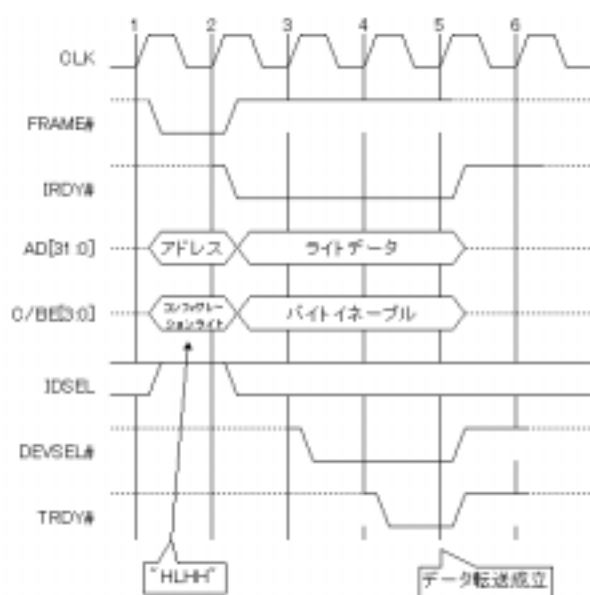 1 2 3 4 5 6
CLK
FRAME#
IRDY#
AD[31:0]
アドレス
ライトデータ
C/BE[3:0]
コンフィグレー
ションライト
バイトイネーブル
IDSEL
DEVSEL#
TRDY#
"HLHH"
データ転送成立